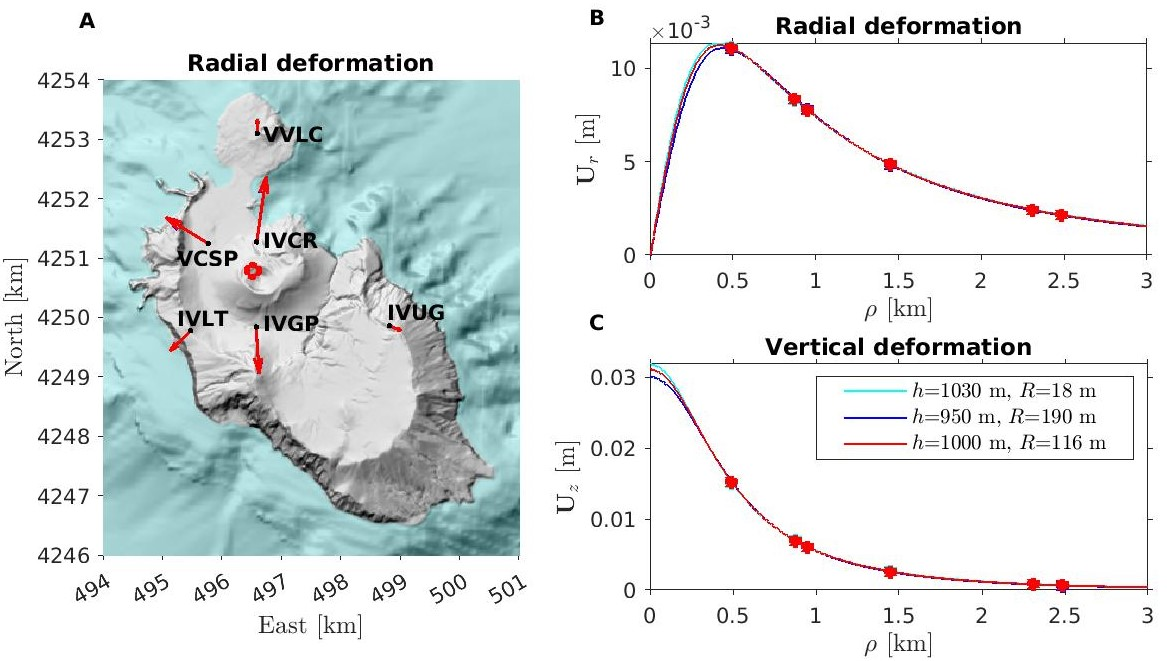 A
Radial deformation
4254
4253
4252
4251
4250
4249
4248
4247
4246
North [km]
VVLC
IVCR
VCSP
IVUG
IVLT
IVGP
494
495
496
497
498
499
500
501
East [km]
B
Radial deformation
×10⁻³
10
5
0
U_r [m]
0
0.5
1
1.5
2
2.5
3
ρ [km]
C
Vertical deformation
0.03
0.02
0.01
0
U_z [m]
h=1030 m, R=18 m
h=950 m, R=190 m
h=1000 m, R=116 m
0
0.5
1
1.5
2
2.5
3
ρ [km]